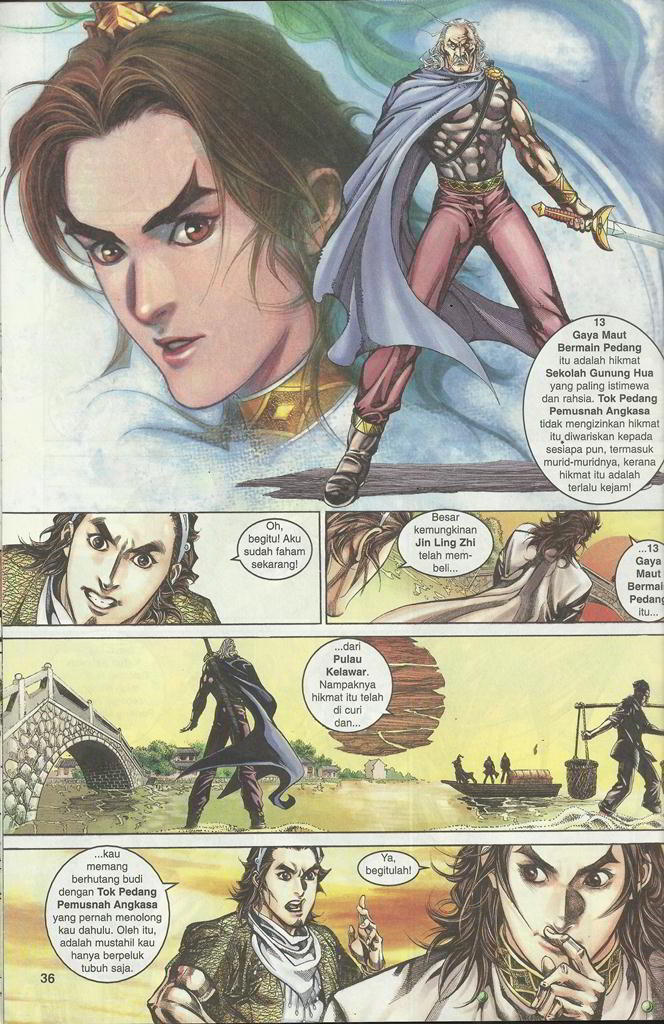 13
Gaya Maut
Bermain Pedang
itu adalah hikmat
Sekolah Gunung Hua
yang paling istimewa
dan rahsia. Tok Pedang
Pemusnah Angkasa
tidak mengizinkan hikmat
itu diwariskan kepada
sesiapa pun, termasuk
murid-muridnya, kerana
hikmat itu adalah
terlalu kejam!
Oh,
begitu! Aku
sudah faham
sekarang!
Besar
kemungkinan
Jin Ling Zhi
telah mem-
beli...
...13
Gaya
Maut
Bermain
Pedang
itu...
...dari
Pulau
Kelawar.
Nampaknya
hikmat itu telah
di curi
dan...
...kau
memang
berhutang budi
dengan Tok Pedang
Pemusnah Angkasa
yang pernah menolong
kau dahulu. Oleh itu,
adalah mustahil kau
hanya berpeluk
tubuh saja.
Ya,
begitulah!
36